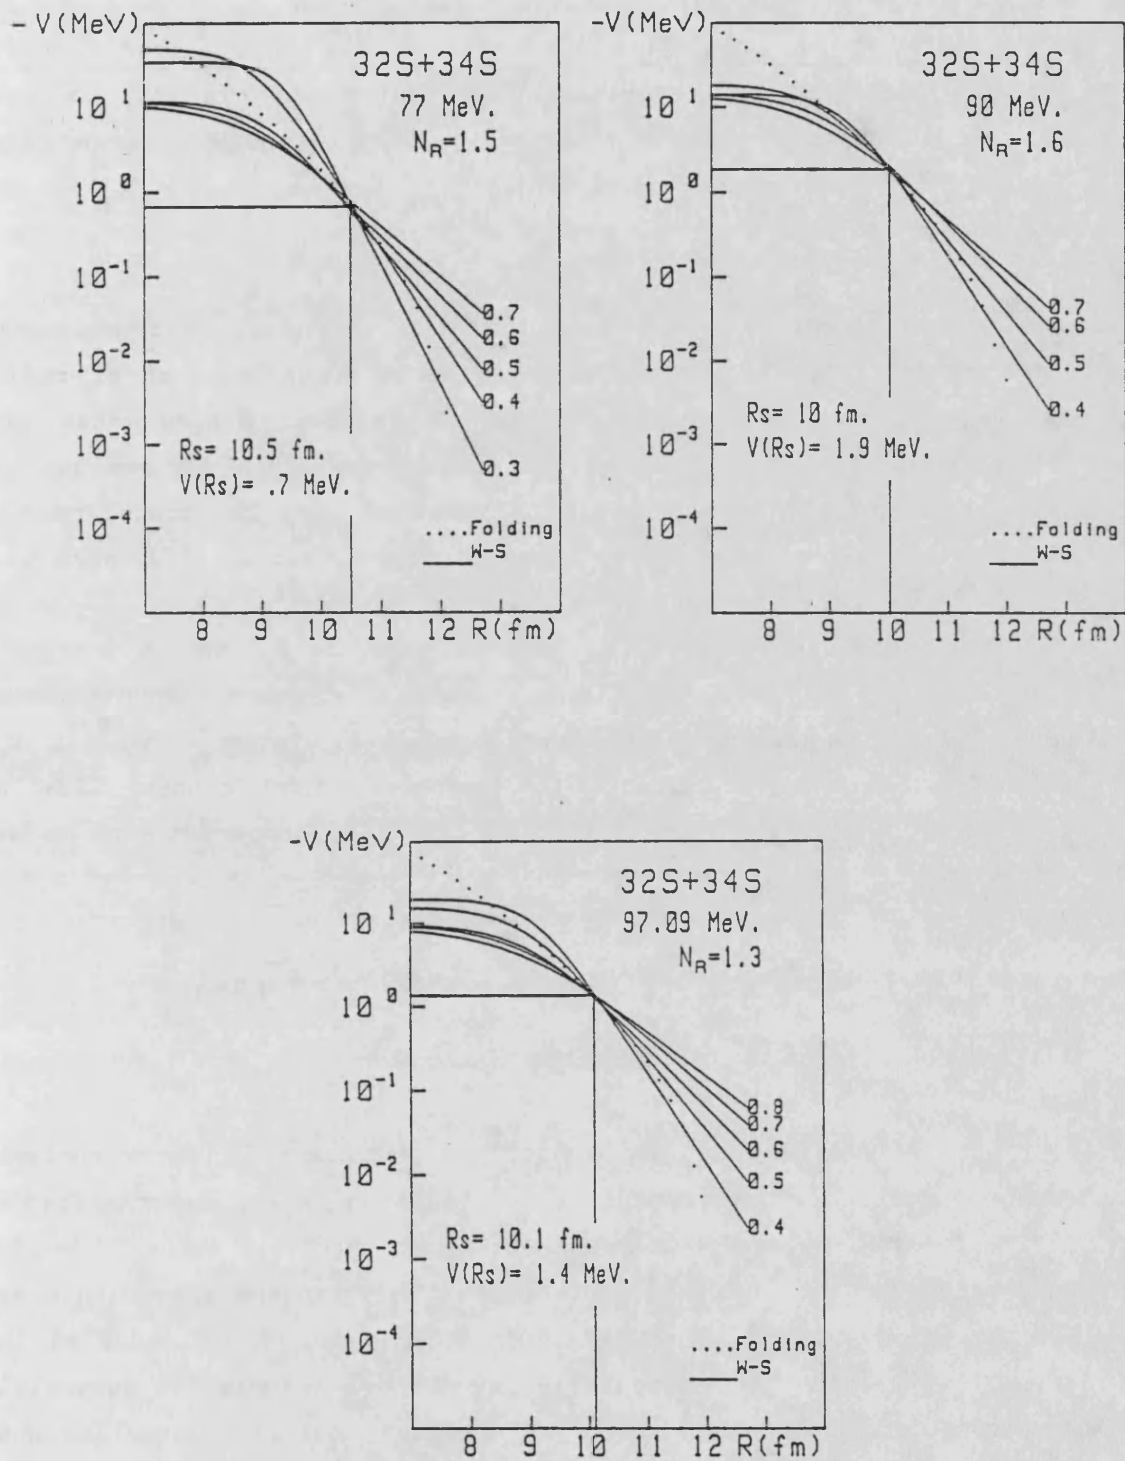 -V(MeV)
32S+34S
77 MeV.
N_R=1.5
10^1
10^0
10^-1
10^-2
10^-3
10^-4
0.7
0.6
0.5
0.4
0.3
Rs= 10.5 fm.
V(Rs)= .7 MeV.
....Folding
W-S
8 9 10 11 12 R(fm)
-V(MeV)
32S+34S
90 MeV.
N_R=1.6
10^1
10^0
10^-1
10^-2
10^-3
10^-4
0.7
0.6
0.5
0.4
Rs= 10 fm.
V(Rs)= 1.9 MeV.
....Folding
W-S
8 9 10 11 12 R(fm)
-V(MeV)
32S+34S
97.09 MeV.
N_R=1.3
10^1
10^0
10^-1
10^-2
10^-3
10^-4
0.8
0.7
0.6
0.5
0.4
Rs= 10.1 fm.
V(Rs)= 1.4 MeV.
....Folding
W-S
8 9 10 11 12 R(fm)